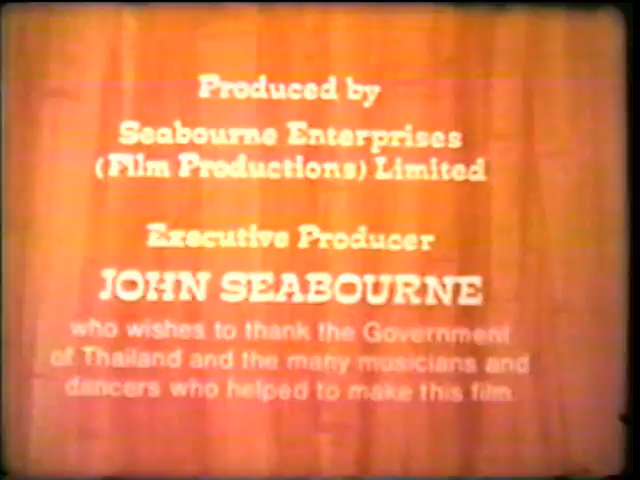 Produced by
Seabourne Enterprises
(Film Productions) Limited
Executive Producer
JOHN SEABOURNE
who wishes to thank the Government
of Thailand and the many musicians and
dancers who helped to make this film.